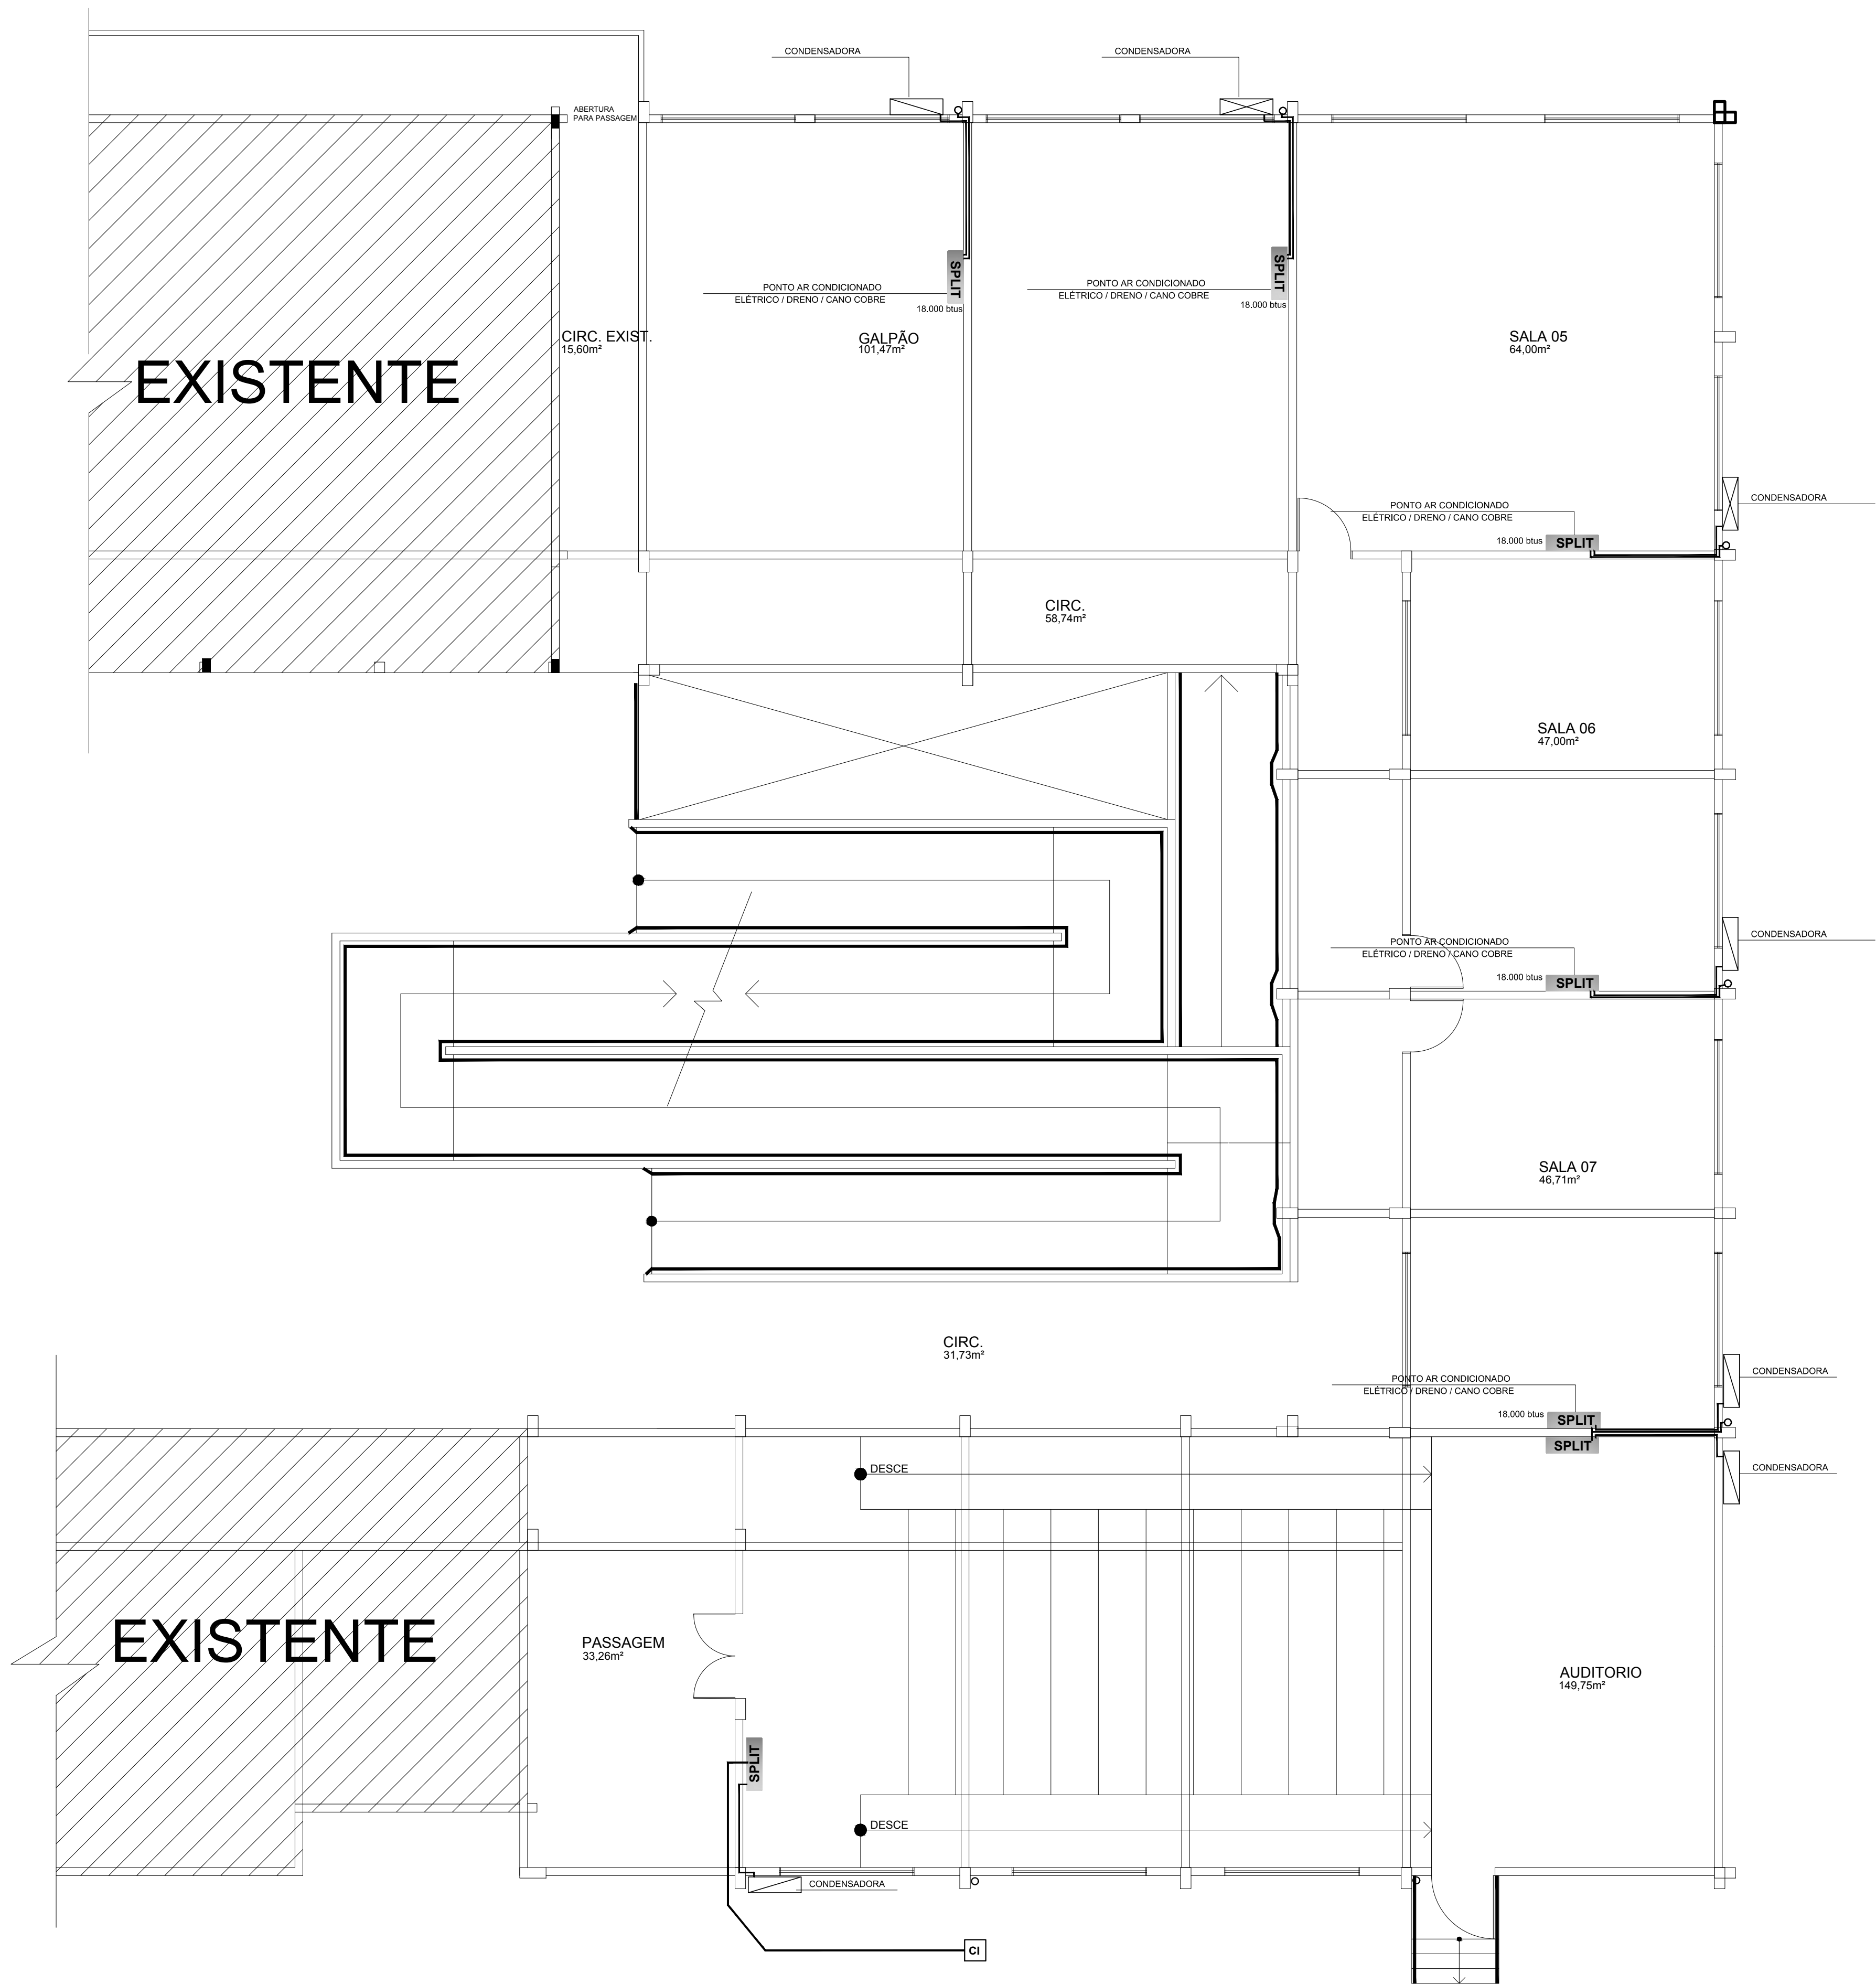 CONDENSADORA
CONDENSADORA
ABERTURA
PARA PASSAGEM
SPLIT
SPLIT
PONTO AR CONDICIONADO
ELÉTRICO / DRENO / CANO COBRE
18.000 btus
PONTO AR CONDICIONADO
ELÉTRICO / DRENO / CANO COBRE
18.000 btus
CIRC. EXIST.
15,60m²
GALPÃO
101,47m²
SALA 05
64,00m²
EXISTENTE
CONDENSADORA
PONTO AR CONDICIONADO
ELÉTRICO / DRENO / CANO COBRE
18.000 btus
SPLIT
CIRC.
58,74m²
SALA 06
47,00m²
CONDENSADORA
PONTO AR CONDICIONADO
ELÉTRICO / DRENO / CANO COBRE
18.000 btus
SPLIT
SALA 07
46,71m²
CIRC.
31,73m²
CONDENSADORA
PONTO AR CONDICIONADO
ELÉTRICO / DRENO / CANO COBRE
18.000 btus
SPLIT
SPLIT
CONDENSADORA
DESCE
EXISTENTE
PASSAGEM
33,26m²
AUDITORIO
149,75m²
SPLIT
DESCE
CONDENSADORA
CI